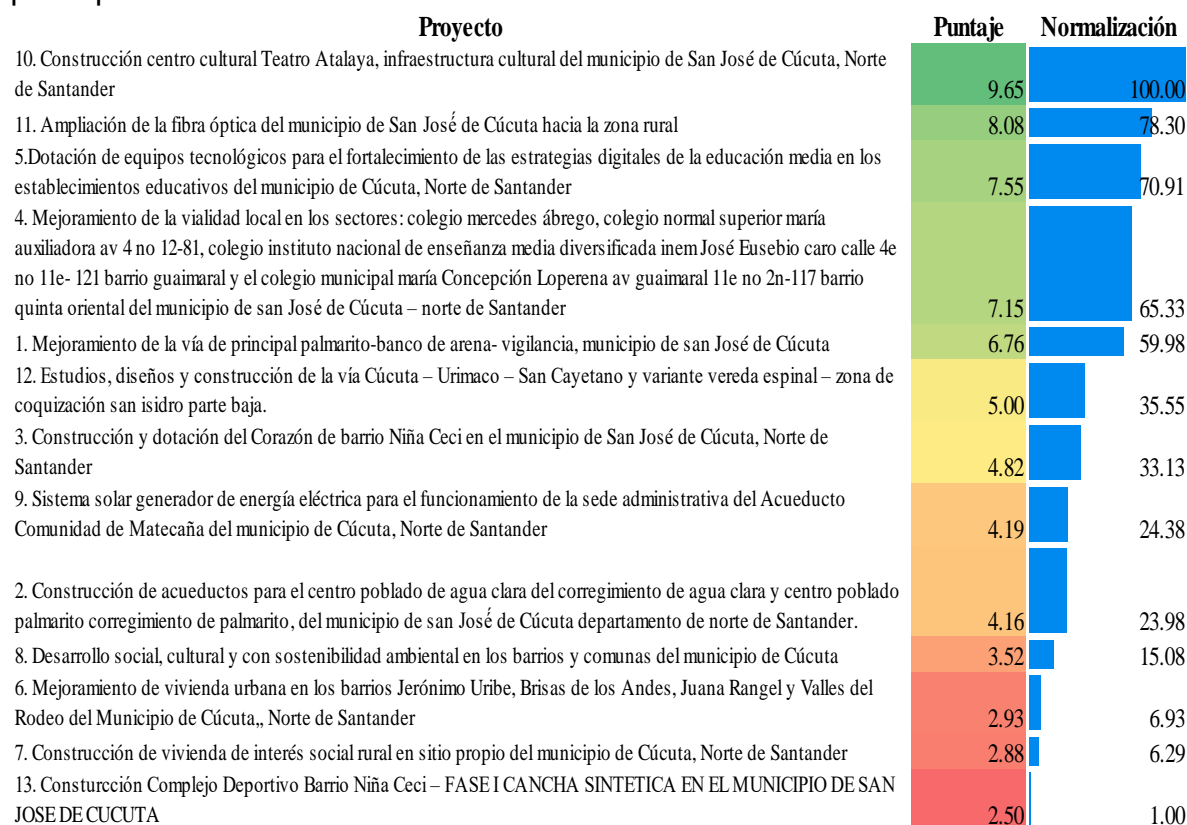 Proyecto Puntaje Normalización
10. Construcción centro cultural Teatro Atalaya, infraestructura cultural del municipio de San José de Cúcuta, Norte
de Santander 9.65 100.00
11. Ampliación de la fibra óptica del municipio de San José de Cúcuta hacia la zona rural 8.08 78.30
5.Dotación de equipos tecnológicos para el fortalecimiento de las estrategias digitales de la educación media en los
establecimientos educativos del municipio de Cúcuta, Norte de Santander 7.55 70.91
4. Mejoramiento de la vialidad local en los sectores: colegio mercedes ábrego, colegio normal superior maría
auxiliadora av 4 no 12-81, colegio instituto nacional de enseñanza media diversificada inem José Eusebio caro calle 4e
no 11e- 121 barrio guaimaral y el colegio municipal maría Concepción Loperena av guaimaral 11e no 2n-117 barrio
quinta oriental del municipio de san José de Cúcuta – norte de Santander 7.15 65.33
1. Mejoramiento de la vía de principal palmarito-banco de arena- vigilancia, municipio de san José de Cúcuta 6.76 59.98
12. Estudios, diseños y construcción de la vía Cúcuta – Urimaco – San Cayetano y variante vereda espinal – zona de
coquización san isidro parte baja. 5.00 35.55
3. Construcción y dotación del Corazón de barrio Niña Ceci en el municipio de San José de Cúcuta, Norte de
Santander 4.82 33.13
9. Sistema solar generador de energía eléctrica para el funcionamiento de la sede administrativa del Acueducto
Comunidad de Matecaña del municipio de Cúcuta, Norte de Santander 4.19 24.38
2. Construcción de acueductos para el centro poblado de agua clara del corregimiento de agua clara y centro poblado
palmarito corregimiento de palmarito, del municipio de san José de Cúcuta departamento de norte de Santander. 4.16 23.98
8. Desarrollo social, cultural y con sostenibilidad ambiental en los barrios y comunas del municipio de Cúcuta 3.52 15.08
6. Mejoramiento de vivienda urbana en los barrios Jerónimo Uribe, Brisas de los Andes, Juana Rangel y Valles del
Rodeo del Municipio de Cúcuta,, Norte de Santander 2.93 6.93
7. Construcción de vivienda de interés social rural en sitio propio del municipio de Cúcuta, Norte de Santander 2.88 6.29
13. Consturcción Complejo Deportivo Barrio Niña Ceci – FASE I CANCHA SINTETICA EN EL MUNICIPIO DE SAN
JOSE DE CUCUTA 2.50 1.00